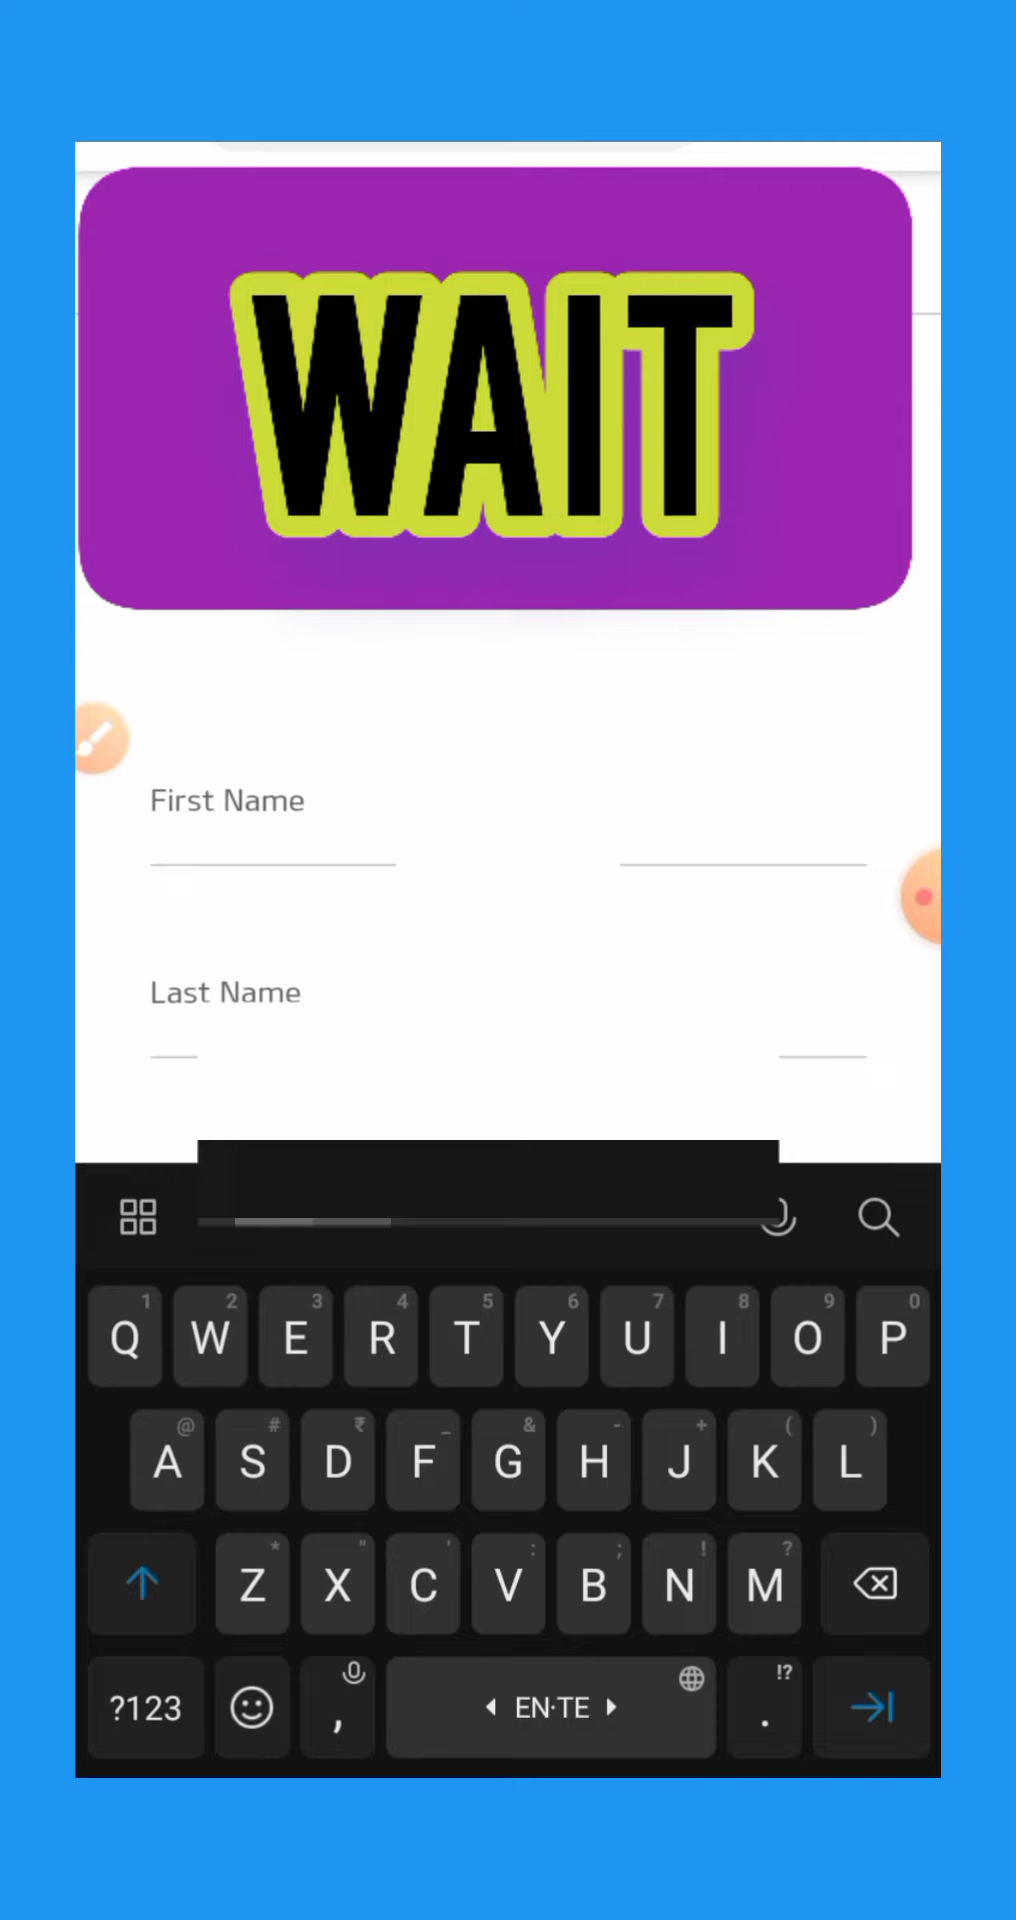 WAIT
First Name
Last Name
1 2 3 4 5 6 7 8 9 0
Q W E R T Y U I O P
@ # ₹ _ & - + ( )
A S D F G H J K L
* " ' : ; ! ?
Z X C V B N M
!?
?123 , EN·TE .